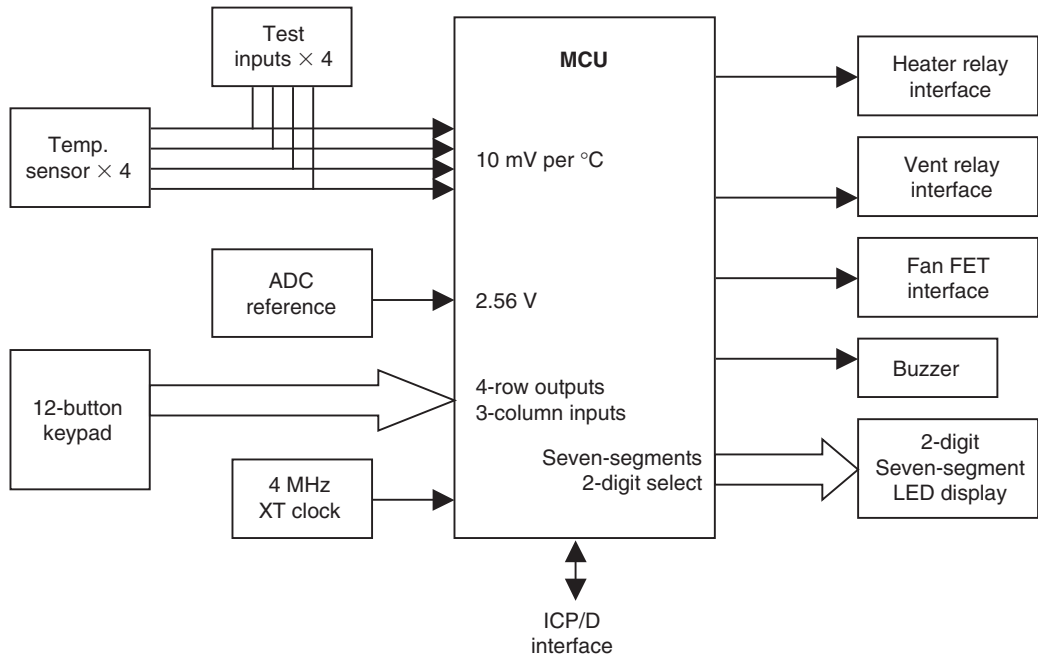 Test
inputs × 4
Temp.
sensor × 4
ADC
reference
12-button
keypad
4 MHz
XT clock
MCU
10 mV per °C
2.56 V
4-row outputs
3-column inputs
Seven-segments
2-digit select
ICP/D
interface
Heater relay
interface
Vent relay
interface
Fan FET
interface
Buzzer
2-digit
Seven-segment
LED display